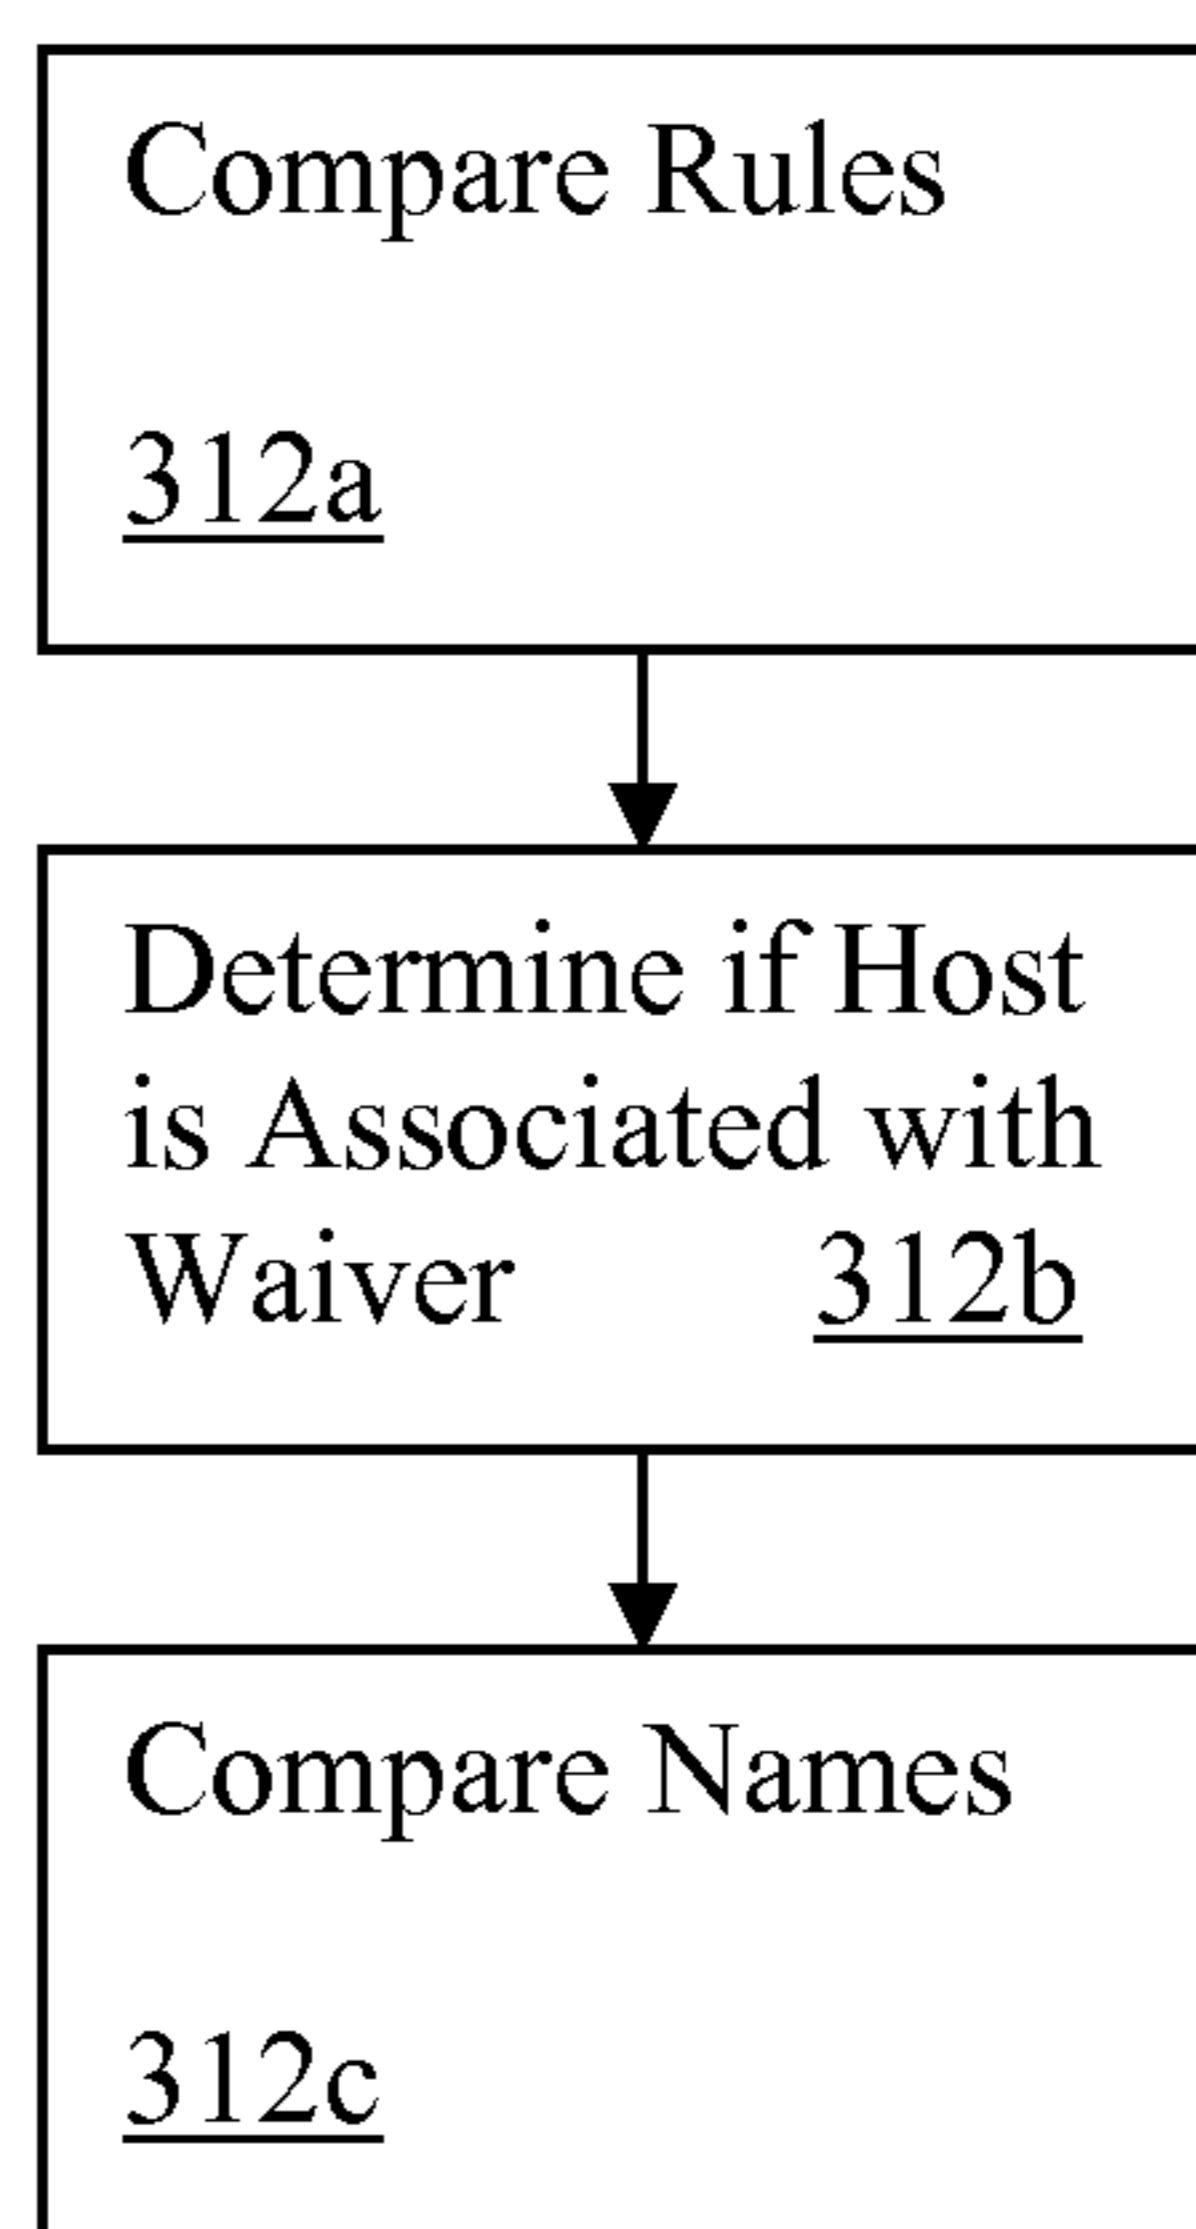 Compare Rules
312a
Determine if Host
is Associated with
Waiver 312b
Compare Names
312c